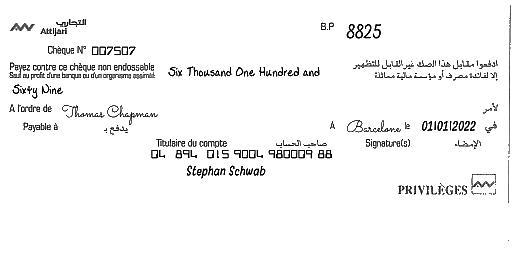 التجاري
Attijari
B.P 8825
Chèque N° 007507
Payez contre ce chèque non endossable
ادفعوا مقابل هذا الصك غير القابل للتظهير
Sauf au profit d'une banque ou d'un organisme assimilé
Six Thousand One Hundred and
إلا لفائدة مصرف أو مؤسسة مالية مماثلة
Sixty Nine
A l'ordre de Thomas Chapman
لأمر
Payable à يدفع بـ
A Barcelone le 01/01/2022 في
Titulaire du compte صاحب الحساب
Signature(s) الإمضاء
04 894 015 9004 980009 88
Stephan Schwab
PRIVILÈGES